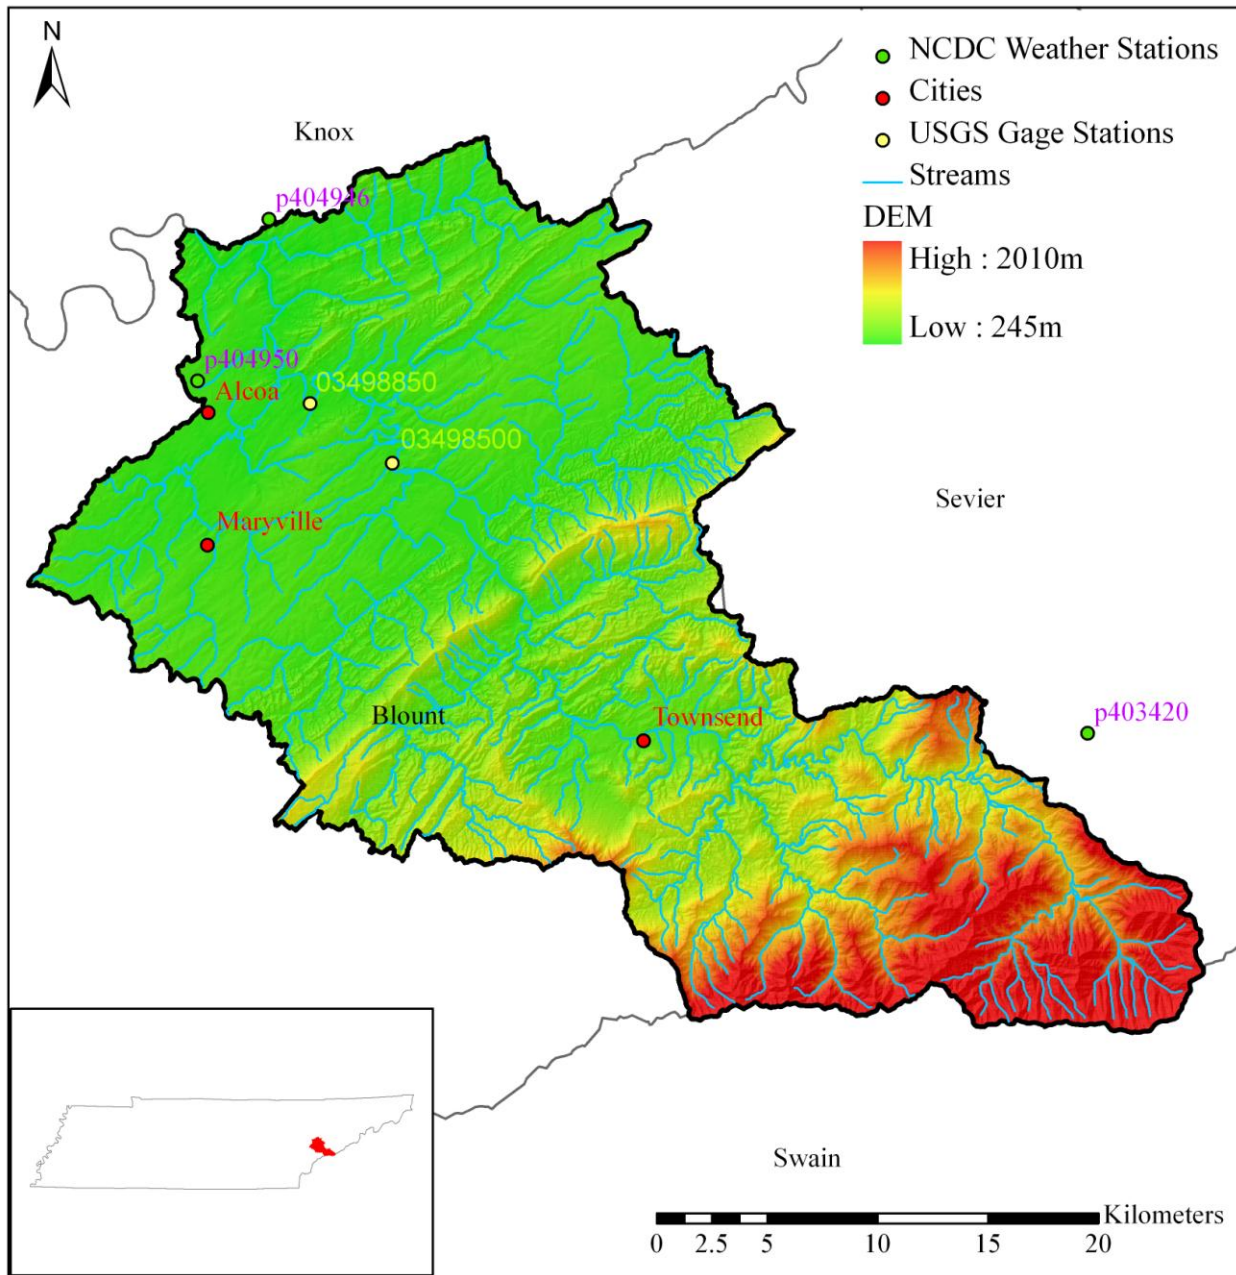 N
NCDC Weather Stations
Cities
USGS Gage Stations
Streams
DEM
High : 2010m
Low : 245m
Knox
p404946
p404950
Alcoa
03498850
03498500
Maryville
Sevier
Blount
Townsend
p403420
Swain
Kilometers
0 2.5 5 10 15 20